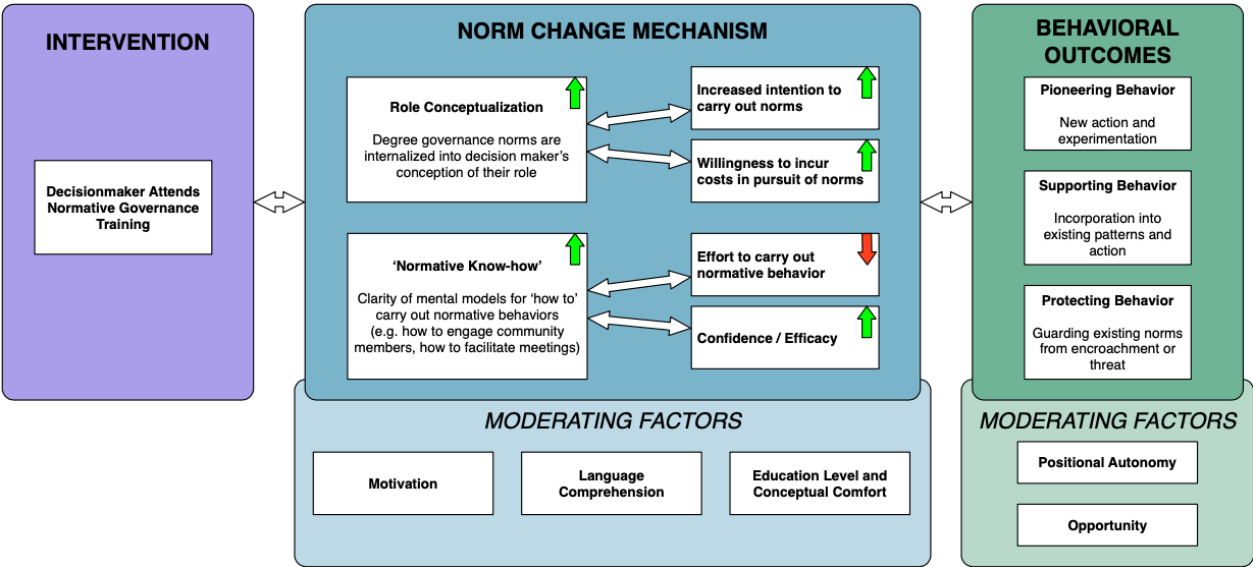 INTERVENTION
Decisionmaker Attends
Normative Governance
Training
NORM CHANGE MECHANISM
Role Conceptualization
Degree governance norms are
internalized into decision maker's
conception of their role
Increased intention to
carry out norms
Willingness to incur
costs in pursuit of norms
'Normative Know-how'
Clarity of mental models for 'how to'
carry out normative behaviors
(e.g. how to engage community
members, how to facilitate meetings)
Effort to carry out
normative behavior
Confidence / Efficacy
MODERATING FACTORS
Motivation
Language
Comprehension
Education Level and
Conceptual Comfort
BEHAVIORAL
OUTCOMES
Pioneering Behavior
New action and
experimentation
Supporting Behavior
Incorporation into
existing patterns and
action
Protecting Behavior
Guarding existing norms
from encroachment or
threat
MODERATING FACTORS
Positional Autonomy
Opportunity